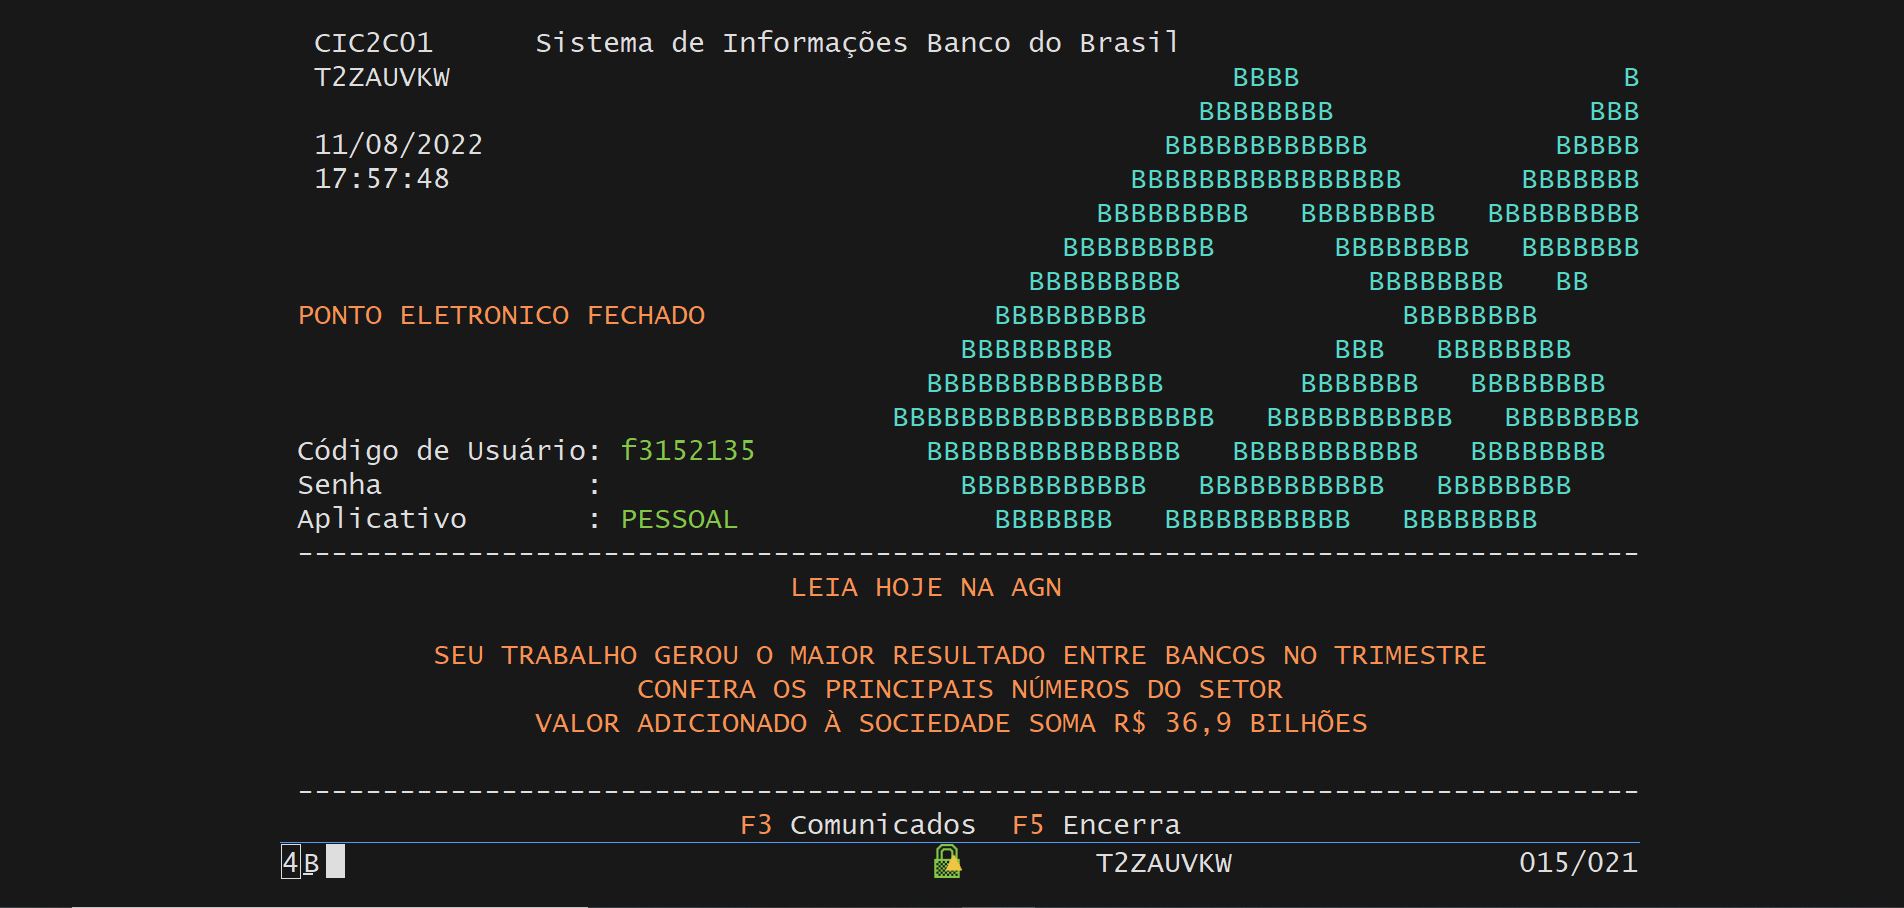 CIC2C01 Sistema de Informações Banco do Brasil
T2ZAUVKW BBBB B
BBBBBBBB BBB
11/08/2022 BBBBBBBBBBBB BBBBB
17:57:48 BBBBBBBBBBBBBBBB BBBBBBB
BBBBBBBBB BBBBBBBB BBBBBBBBB
BBBBBBBBB BBBBBBBB BBBBBBB
BBBBBBBBB BBBBBBBB BB
PONTO ELETRONICO FECHADO BBBBBBBBB BBBBBBBB
BBBBBBBBB BBB BBBBBBBB
BBBBBBBBBBBBBB BBBBBBB BBBBBBBB
BBBBBBBBBBBBBBBBBBB BBBBBBBBBBB BBBBBBBB
Código de Usuário: f3152135 BBBBBBBBBBBBBBB BBBBBBBBBBB BBBBBBBB
Senha : BBBBBBBBBBB BBBBBBBBBBB BBBBBBBB
Aplicativo : PESSOAL BBBBBBB BBBBBBBBBBB BBBBBBBB
-------------------------------------------------------------------------------
LEIA HOJE NA AGN
SEU TRABALHO GEROU O MAIOR RESULTADO ENTRE BANCOS NO TRIMESTRE
CONFIRA OS PRINCIPAIS NÚMEROS DO SETOR
VALOR ADICIONADO À SOCIEDADE SOMA R$ 36,9 BILHÕES
-------------------------------------------------------------------------------
F3 Comunicados F5 Encerra
4B T2ZAUVKW 015/021